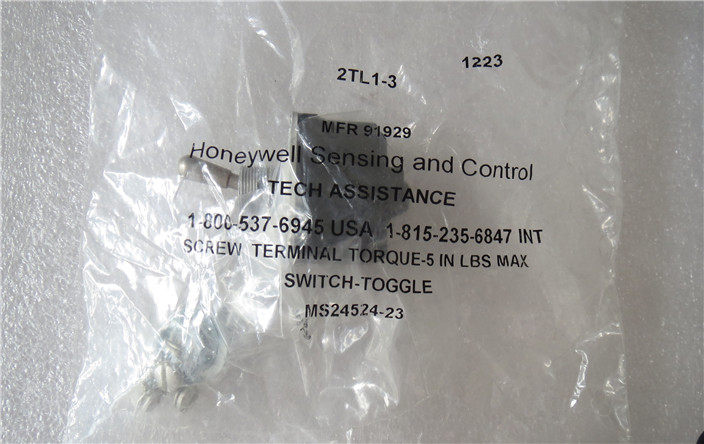 2TL1-3 1223
MFR 91929
Honeywell Sensing and Control
TECH ASSISTANCE
1-800-537-6945 USA 1-815-235-6847 INT
SCREW TERMINAL TORQUE-5 IN LBS MAX
SWITCH-TOGGLE
MS24524-23